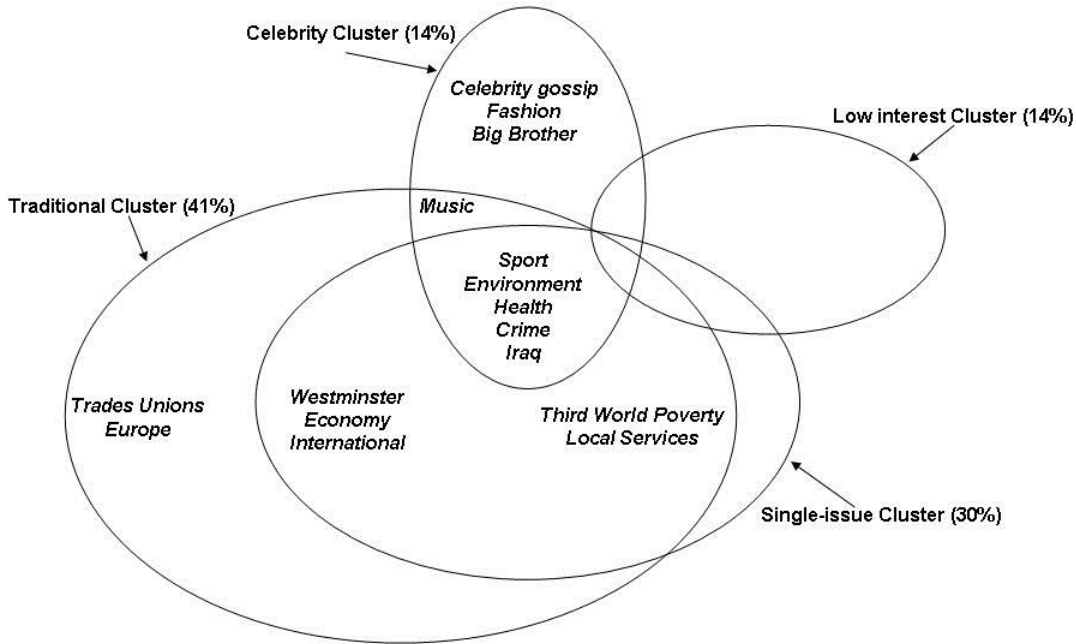 Celebrity Cluster (14%)
Celebrity gossip
Fashion
Big Brother
Low interest Cluster (14%)
Traditional Cluster (41%)
Music
Sport
Environment
Health
Crime
Iraq
Trades Unions
Europe
Westminster
Economy
International
Third World Poverty
Local Services
Single-issue Cluster (30%)